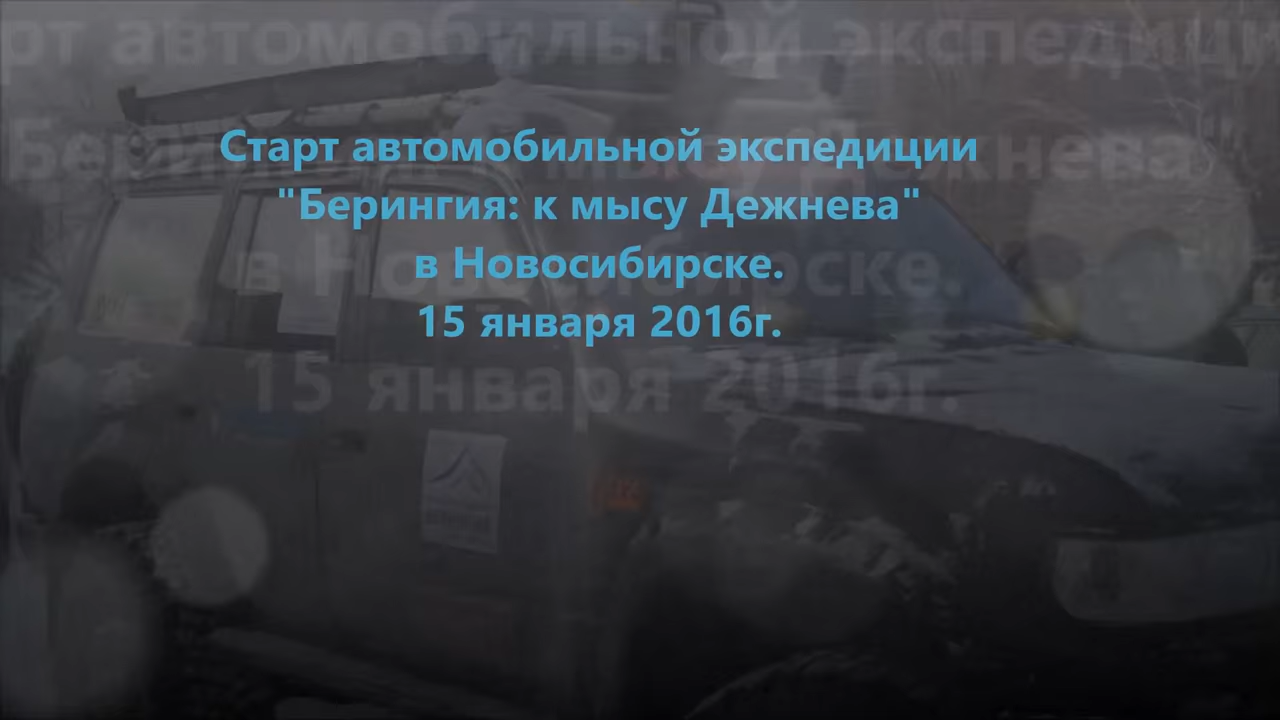 Старт автомобильной экспедиции
"Берингия: к мысу Дежнева"
в Новосибирске.
15 января 2016г.